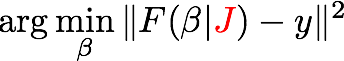 arg min_β ‖F(β|J) − y‖²